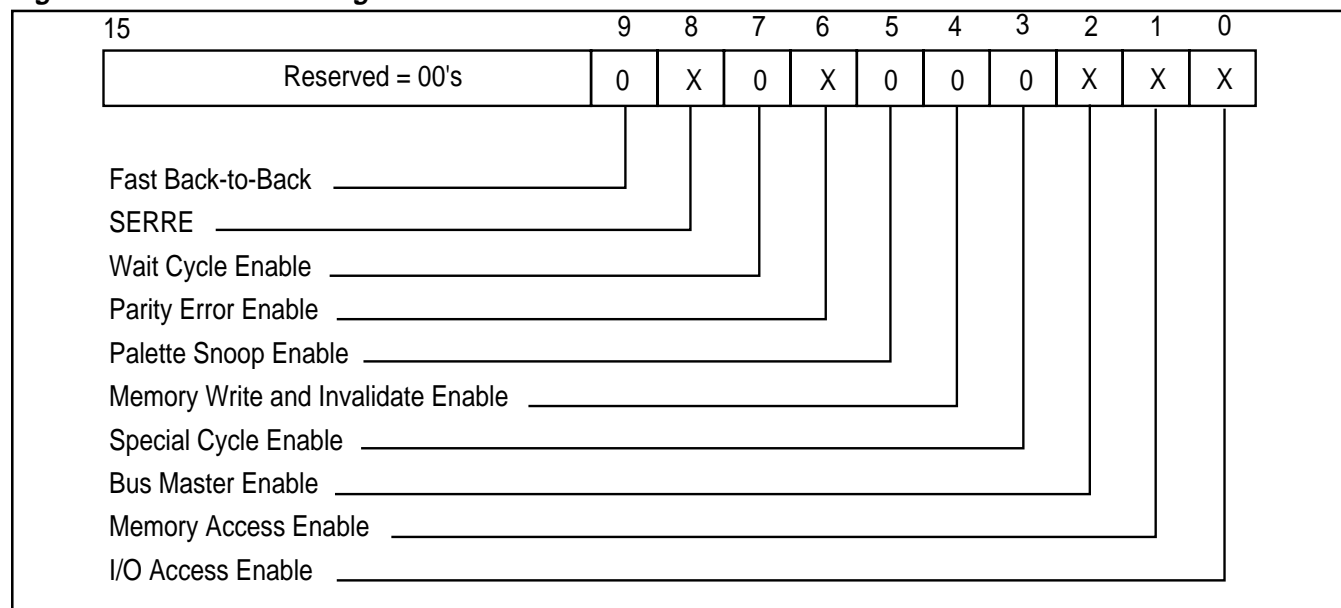 15 9 8 7 6 5 4 3 2 1 0
Reserved = 00's 0 X 0 X 0 0 0 X X X
Fast Back-to-Back
SERRE
Wait Cycle Enable
Parity Error Enable
Palette Snoop Enable
Memory Write and Invalidate Enable
Special Cycle Enable
Bus Master Enable
Memory Access Enable
I/O Access Enable